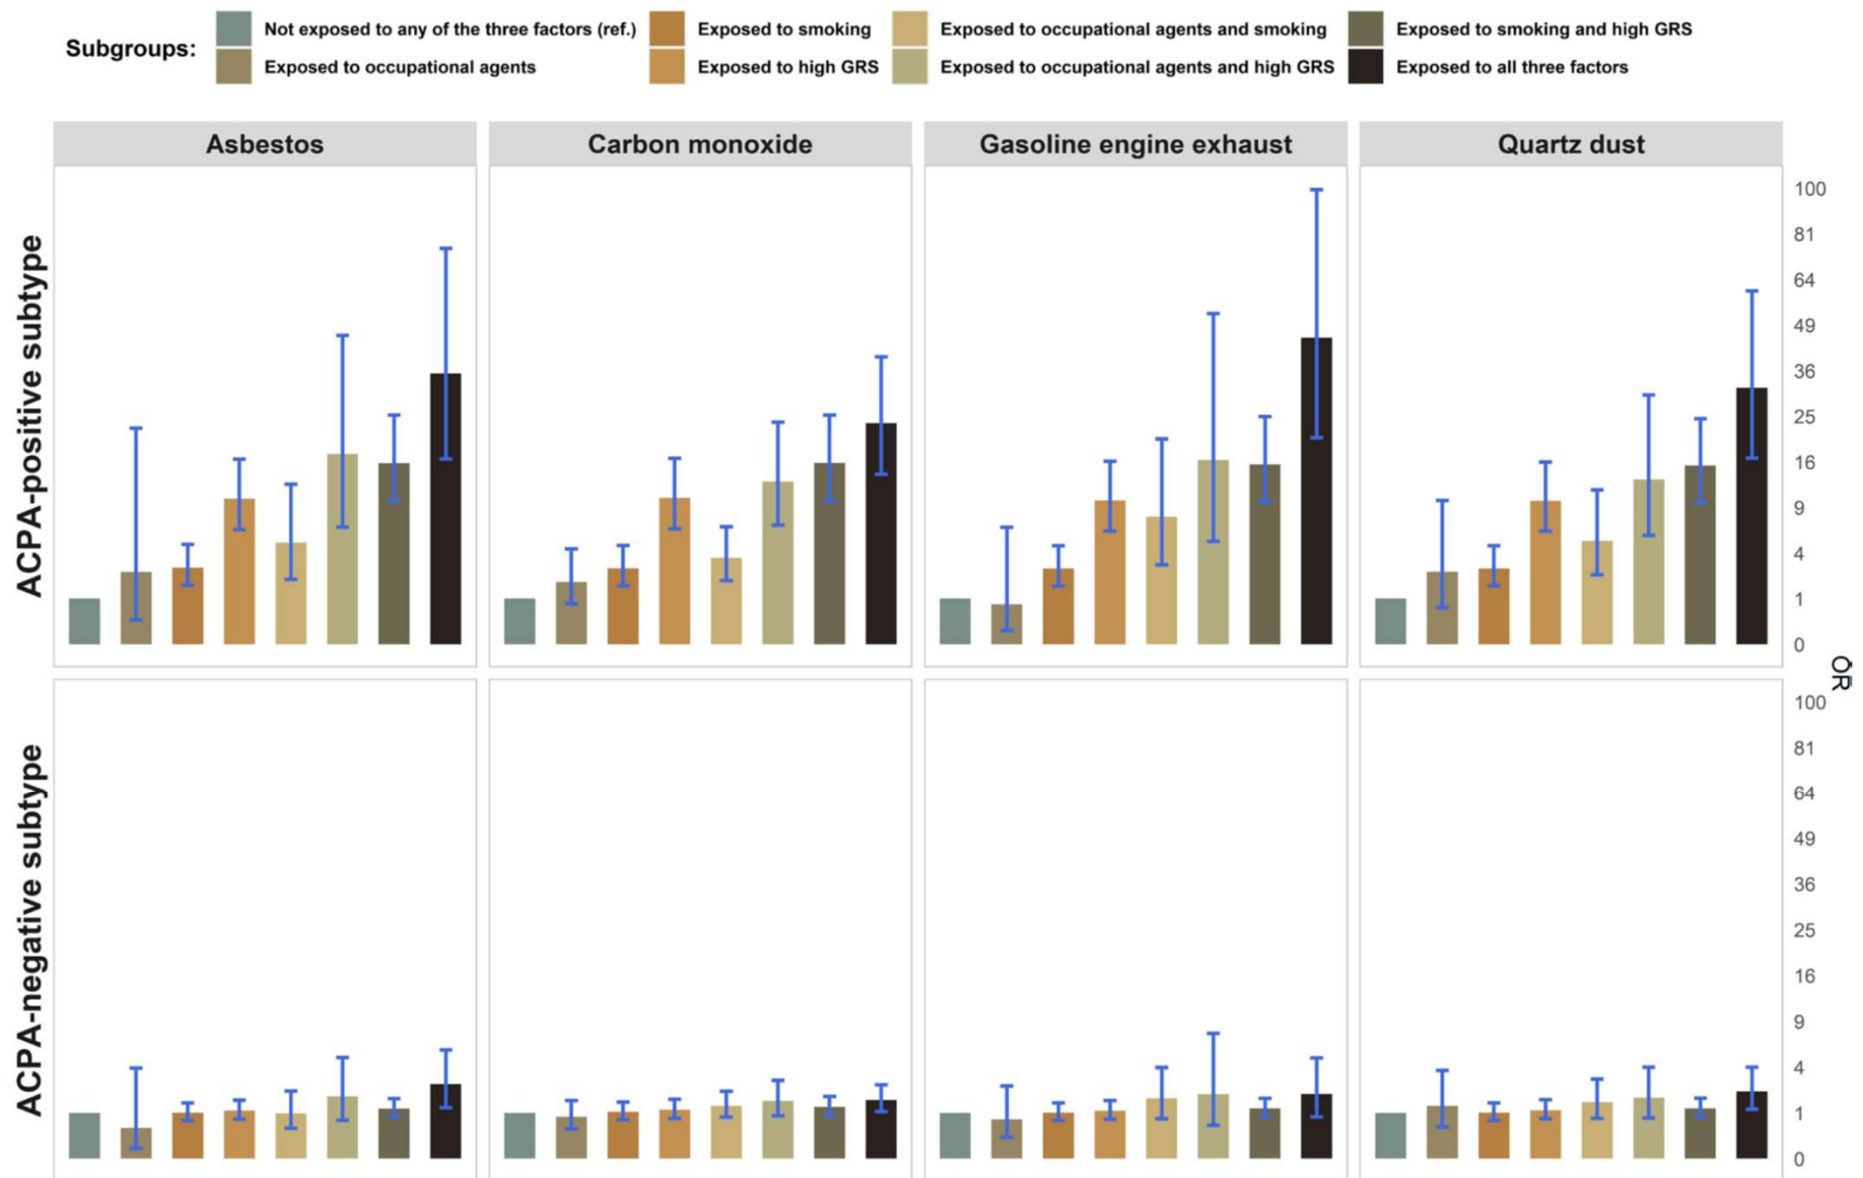 Subgroups:
Not exposed to any of the three factors (ref.)
Exposed to smoking
Exposed to occupational agents and smoking
Exposed to smoking and high GRS
Exposed to occupational agents
Exposed to high GRS
Exposed to occupational agents and high GRS
Exposed to all three factors
Asbestos
Carbon monoxide
Gasoline engine exhaust
Quartz dust
ACPA-positive subtype
100
81
64
49
36
25
16
9
4
1
0
OR
ACPA-negative subtype
100
81
64
49
36
25
16
9
4
1
0